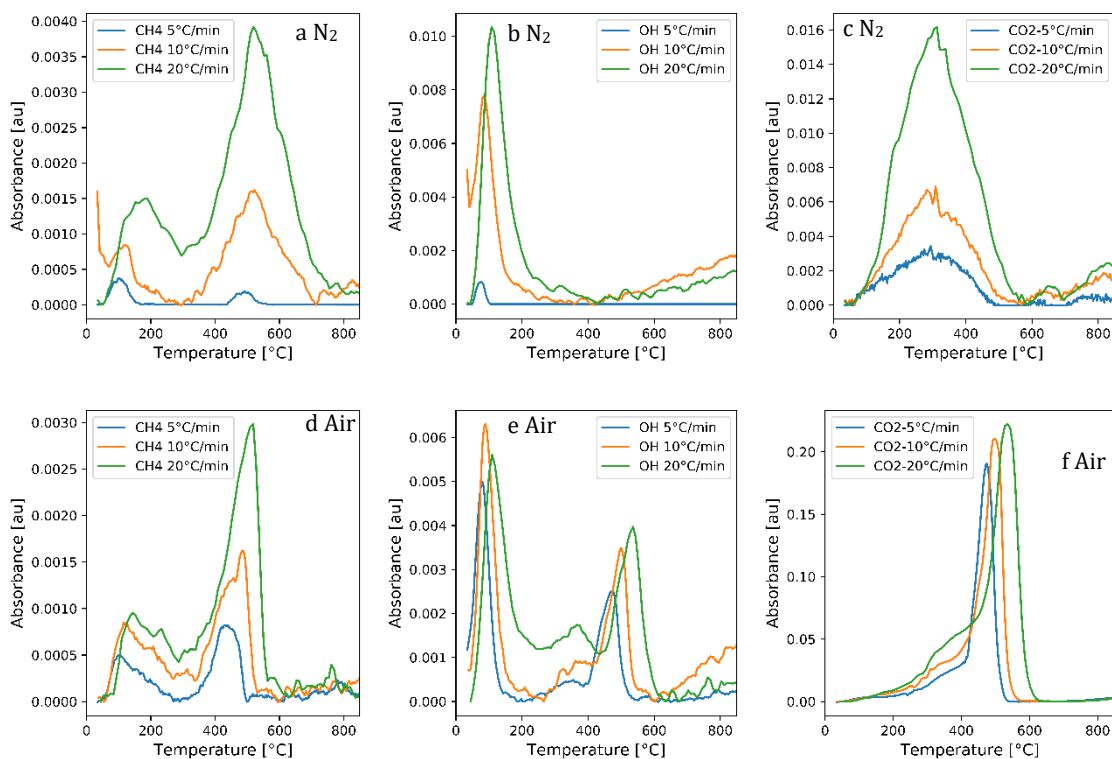 a N2
CH4 5°C/min
CH4 10°C/min
CH4 20°C/min
Absorbance [au]
0.0040
0.0035
0.0030
0.0025
0.0020
0.0015
0.0010
0.0005
0.0000
0 200 400 600 800
Temperature [°C]
b N2
OH 5°C/min
OH 10°C/min
OH 20°C/min
Absorbance [au]
0.010
0.008
0.006
0.004
0.002
0.000
0 200 400 600 800
Temperature [°C]
c N2
CO2-5°C/min
CO2-10°C/min
CO2-20°C/min
Absorbance [au]
0.016
0.014
0.012
0.010
0.008
0.006
0.004
0.002
0.000
0 200 400 600 800
Temperature [°C]
d Air
CH4 5°C/min
CH4 10°C/min
CH4 20°C/min
Absorbance [au]
0.0030
0.0025
0.0020
0.0015
0.0010
0.0005
0.0000
0 200 400 600 800
Temperature [°C]
e Air
OH 5°C/min
OH 10°C/min
OH 20°C/min
Absorbance [au]
0.006
0.005
0.004
0.003
0.002
0.001
0.000
0 200 400 600 800
Temperature [°C]
f Air
CO2-5°C/min
CO2-10°C/min
CO2-20°C/min
Absorbance [au]
0.20
0.15
0.10
0.05
0.00
0 200 400 600 800
Temperature [°C]